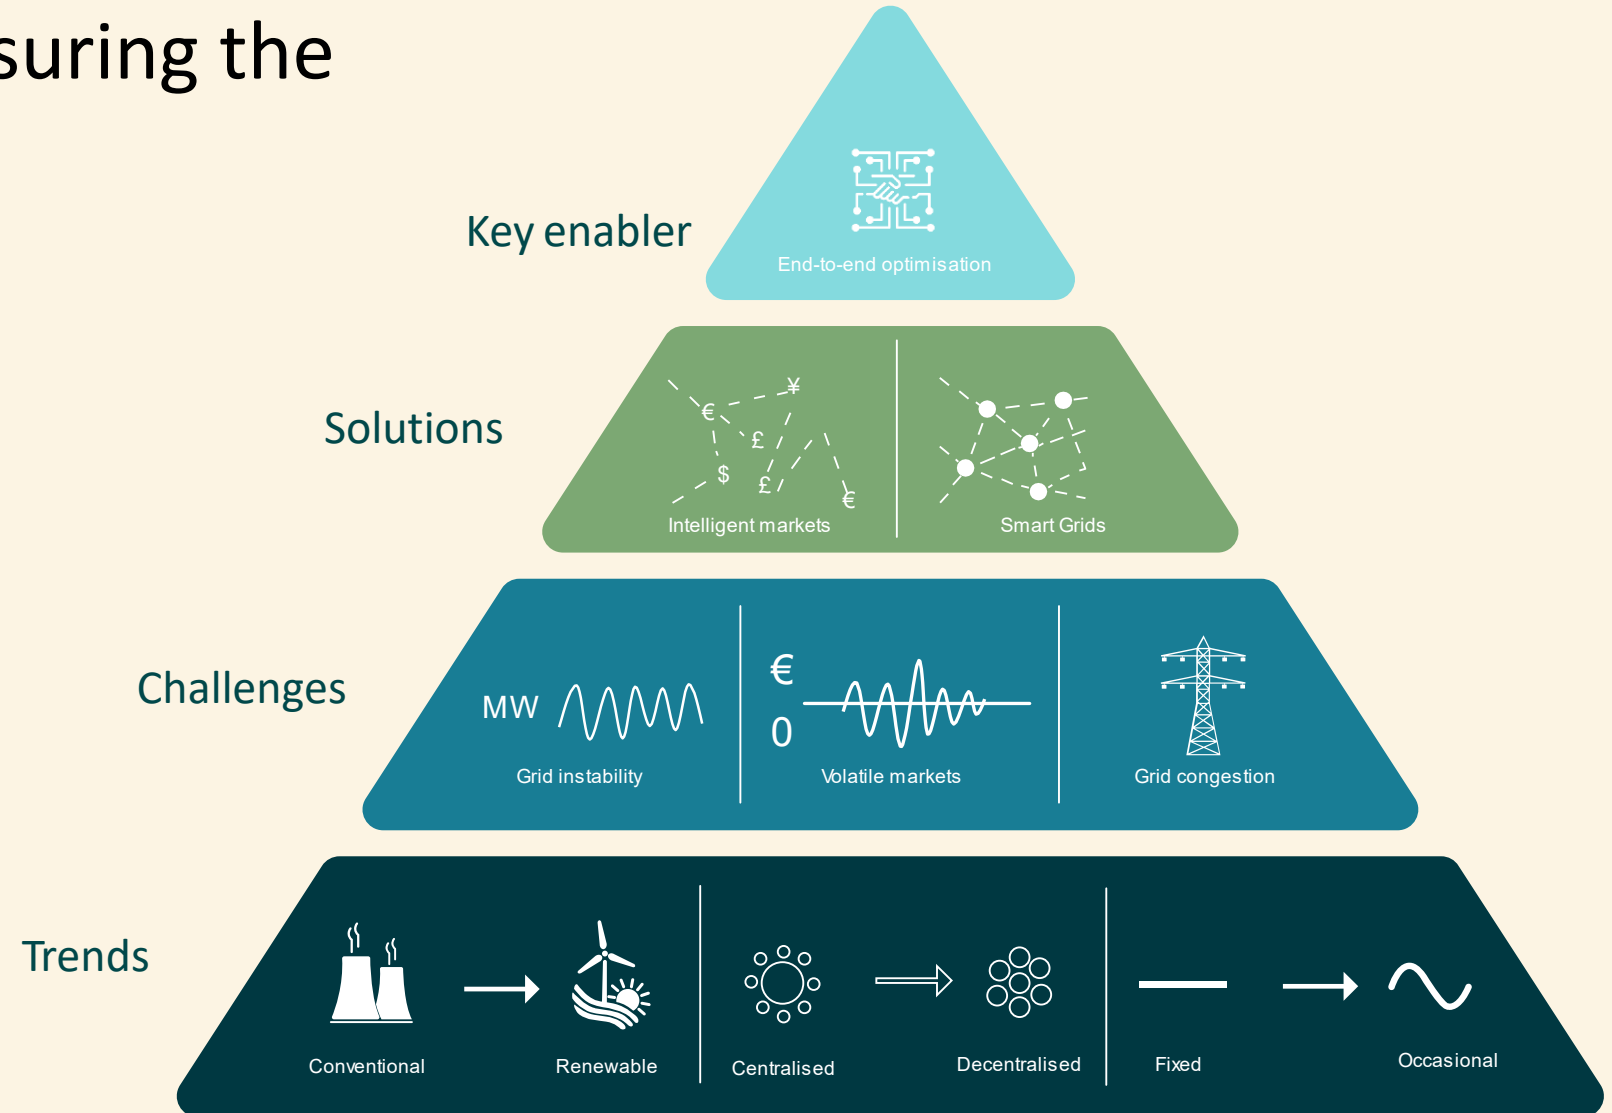 suring the
Key enabler
End-to-end optimisation
Solutions
€
¥
£
$
£
€
Intelligent markets
Smart Grids
Challenges
MW
€
0
Grid instability
Volatile markets
Grid congestion
Trends
Conventional
Renewable
Centralised
Decentralised
Fixed
Occasional